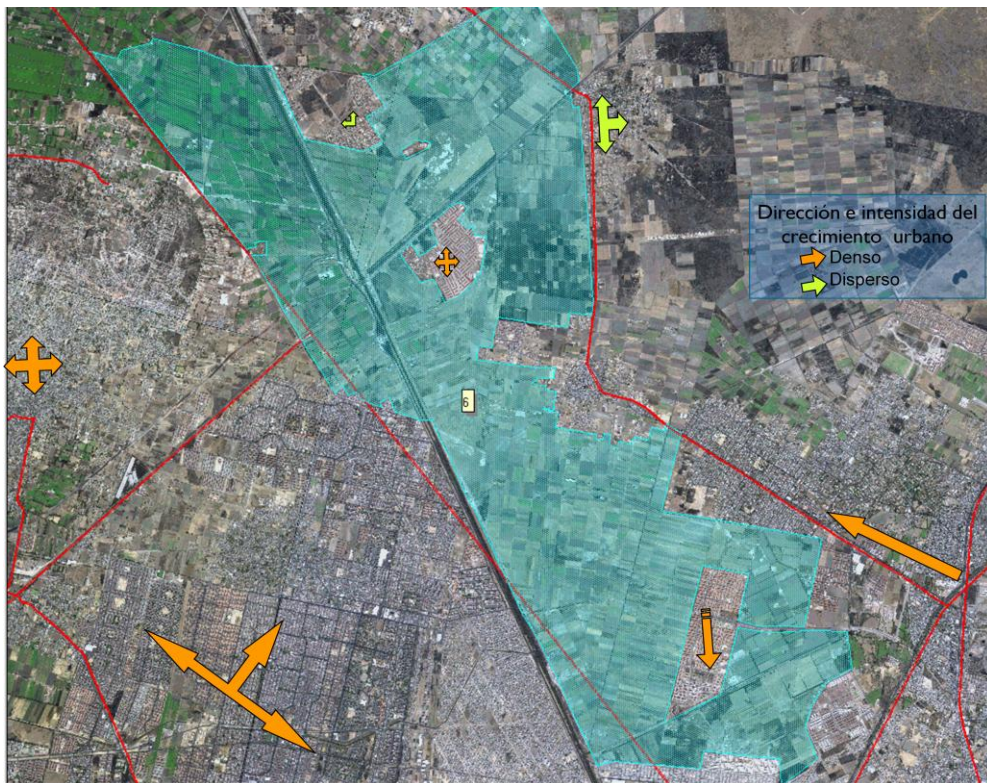 Dirección e intensidad del
crecimiento urbano
Denso
Disperso
6